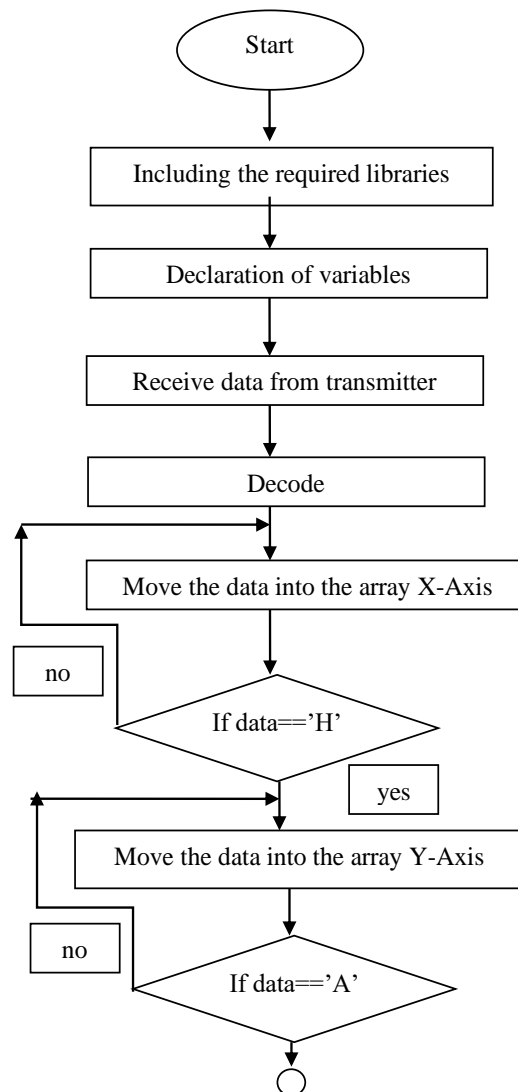 Start
Including the required libraries
Declaration of variables
Receive data from transmitter
Decode
Move the data into the array X-Axis
no
If data==’H’
yes
Move the data into the array Y-Axis
no
If data==’A’